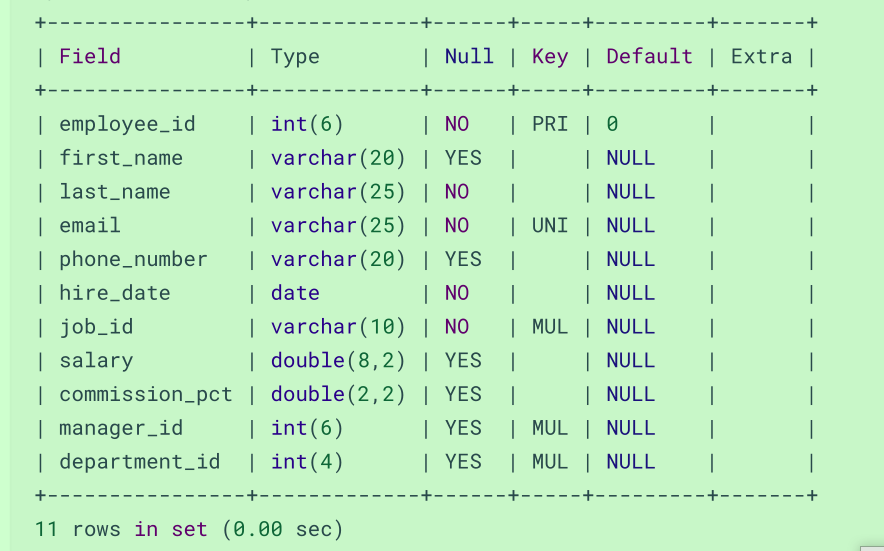 +----------------+-------------+------+-----+---------+-------+
| Field          | Type        | Null | Key | Default | Extra |
+----------------+-------------+------+-----+---------+-------+
| employee_id    | int(6)      | NO   | PRI | 0       |       |
| first_name     | varchar(20) | YES  |     | NULL    |       |
| last_name      | varchar(25) | NO   |     | NULL    |       |
| email          | varchar(25) | NO   | UNI | NULL    |       |
| phone_number   | varchar(20) | YES  |     | NULL    |       |
| hire_date      | date        | NO   |     | NULL    |       |
| job_id         | varchar(10) | NO   | MUL | NULL    |       |
| salary         | double(8,2) | YES  |     | NULL    |       |
| commission_pct | double(2,2) | YES  |     | NULL    |       |
| manager_id     | int(6)      | YES  | MUL | NULL    |       |
| department_id  | int(4)      | YES  | MUL | NULL    |       |
+----------------+-------------+------+-----+---------+-------+
11 rows in set (0.00 sec)